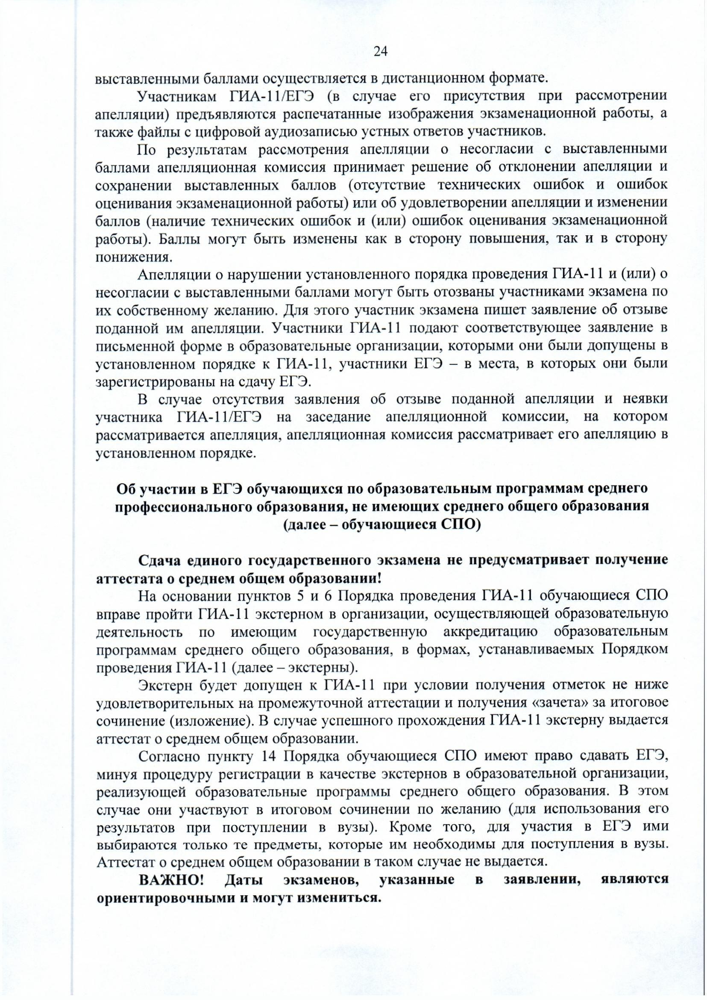 24
выставленными баллами осуществляется в дистанционном формате.
Участникам ГИА-11/ЕГЭ (в случае его присутствия при рассмотрении
апелляции) предъявляются распечатанные изображения экзаменационной работы, а
также файлы с цифровой аудиозаписью устных ответов участников.
По результатам рассмотрения апелляции о несогласии с выставленными
баллами апелляционная комиссия принимает решение об отклонении апелляции и
сохранении выставленных баллов (отсутствие технических ошибок и ошибок
оценивания экзаменационной работы) или об удовлетворении апелляции и изменении
баллов (наличие технических ошибок и (или) ошибок оценивания экзаменационной
работы). Баллы могут быть изменены как в сторону повышения, так и в сторону
понижения.
Апелляции о нарушении установленного порядка проведения ГИА-11 и (или) о
несогласии с выставленными баллами могут быть отозваны участниками экзамена по
их собственному желанию. Для этого участник экзамена пишет заявление об отзыве
поданной им апелляции. Участники ГИА-11 подают соответствующее заявление в
письменной форме в образовательные организации, которыми они были допущены в
установленном порядке к ГИА-11, участники ЕГЭ – в места, в которых они были
зарегистрированы на сдачу ЕГЭ.
В случае отсутствия заявления об отзыве поданной апелляции и неявки
участника ГИА-11/ЕГЭ на заседание апелляционной комиссии, на котором
рассматривается апелляция, апелляционная комиссия рассматривает его апелляцию в
установленном порядке.
Об участии в ЕГЭ обучающихся по образовательным программам среднего
профессионального образования, не имеющих среднего общего образования
(далее – обучающиеся СПО)
Сдача единого государственного экзамена не предусматривает получение
аттестата о среднем общем образовании!
На основании пунктов 5 и 6 Порядка проведения ГИА-11 обучающиеся СПО
вправе пройти ГИА-11 экстерном в организации, осуществляющей образовательную
деятельность по имеющим государственную аккредитацию образовательным
программам среднего общего образования, в формах, устанавливаемых Порядком
проведения ГИА-11 (далее – экстерны).
Экстерн будет допущен к ГИА-11 при условии получения отметок не ниже
удовлетворительных на промежуточной аттестации и получения «зачета» за итоговое
сочинение (изложение). В случае успешного прохождения ГИА-11 экстерну выдается
аттестат о среднем общем образовании.
Согласно пункту 14 Порядка обучающиеся СПО имеют право сдавать ЕГЭ,
минуя процедуру регистрации в качестве экстернов в образовательной организации,
реализующей образовательные программы среднего общего образования. В этом
случае они участвуют в итоговом сочинении по желанию (для использования его
результатов при поступлении в вузы). Кроме того, для участия в ЕГЭ ими
выбираются только те предметы, которые им необходимы для поступления в вузы.
Аттестат о среднем общем образовании в таком случае не выдается.
ВАЖНО! Даты экзаменов, указанные в заявлении, являются
ориентировочными и могут измениться.